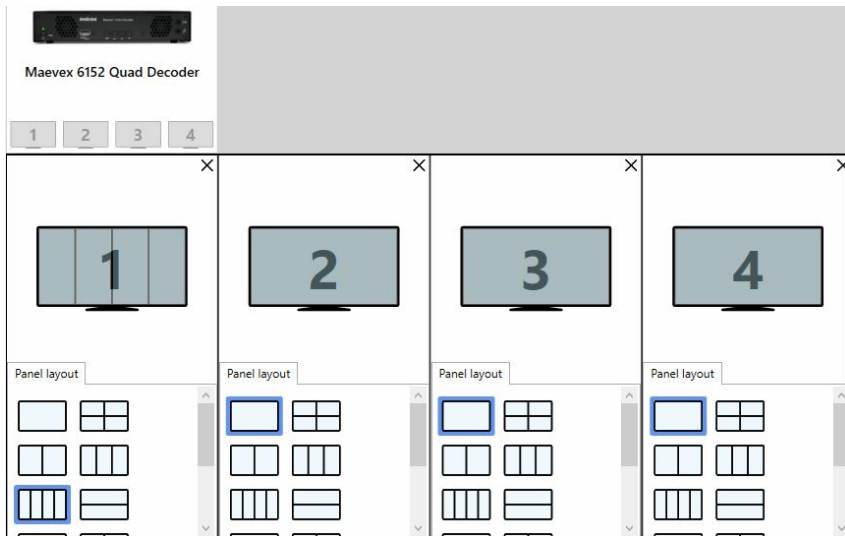 maevex
Maevex 6152 Quad Decoder
1 2 3 4
1 2 3 4
Panel layout Panel layout Panel layout Panel layout